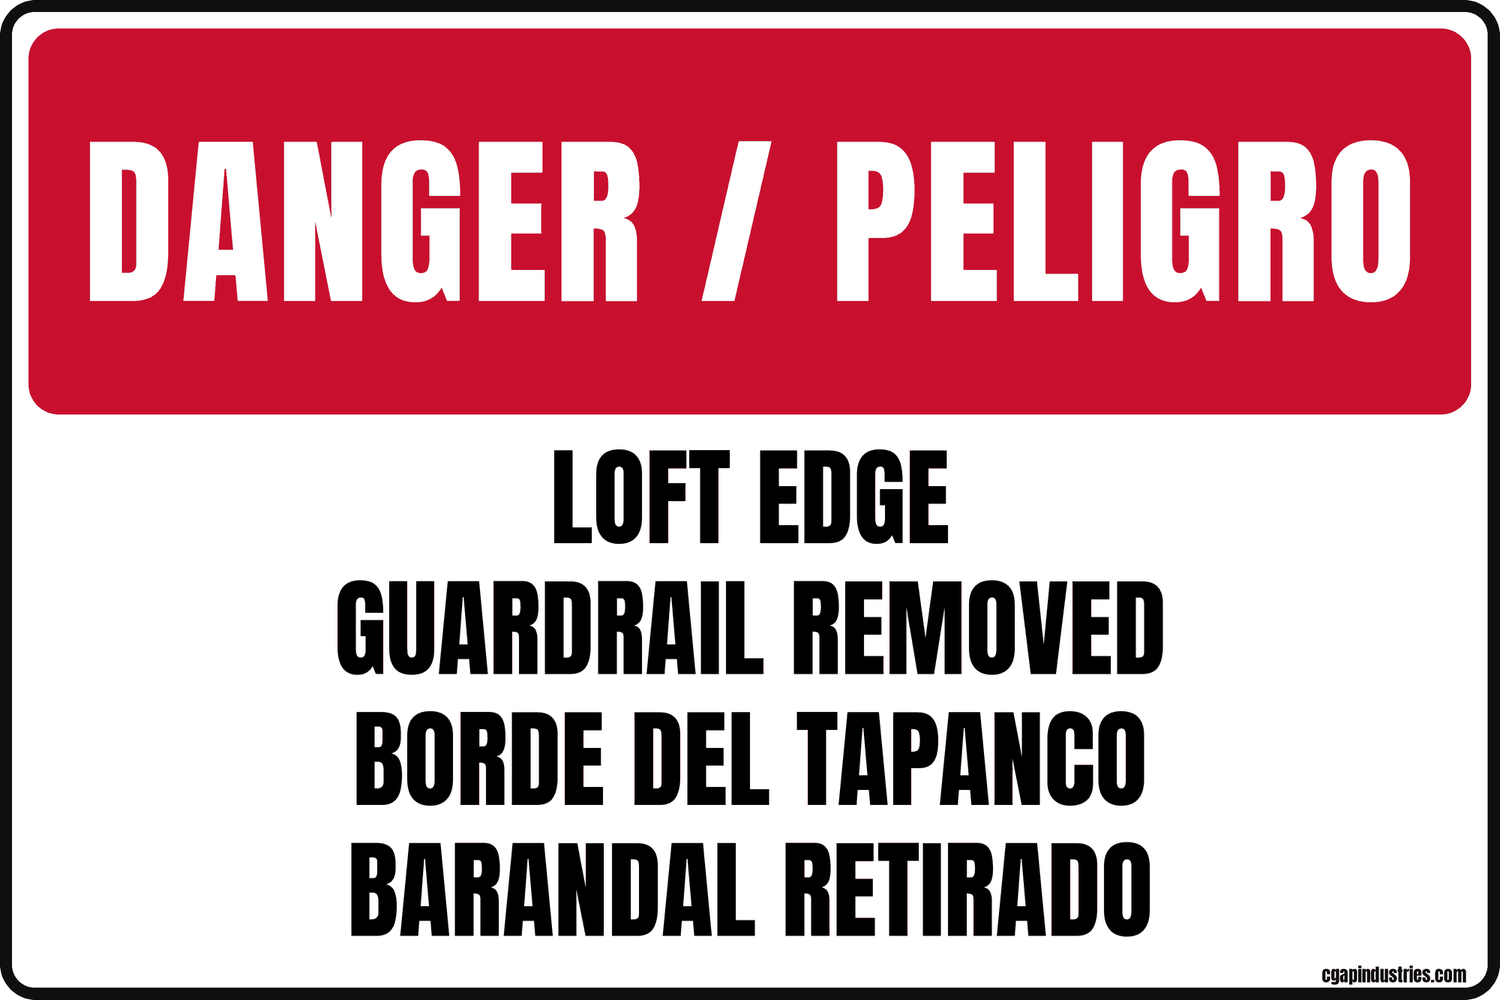 DANGER / PELIGRO
LOFT EDGE
GUARDRAIL REMOVED
BORDE DEL TAPANCO
BARANDAL RETIRADO
cgapindustries.com